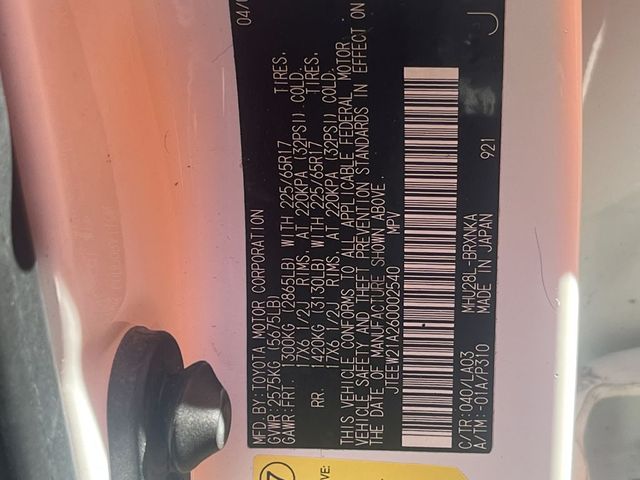 04/
MFD.BY:TOYOTA MOTOR CORPORATION
GVWR:2575KG (5675LB)
GAWR:FRT. 1300KG (2865LB) WITH 225/65R17 TIRES,
17X6 1/2J RIMS, AT 220KPA (32PSI) COLD.
RR. 1420KG (3130LB) WITH 225/65R17 TIRES,
17X6 1/2J RIMS, AT 220KPA (32PSI) COLD.
THIS VEHICLE CONFORMS TO ALL APPLICABLE FEDERAL MOTOR
VEHICLE SAFETY AND THEFT PREVENTION STANDARDS IN EFFECT ON
THE DATE OF MANUFACTURE SHOWN ABOVE.
JTEEW21A260002540 MPV
C/TR:040/LA03 MHU28L-BRXNKA
A/TM:-01A/P310 MADE IN JAPAN 921
J
7
VE: